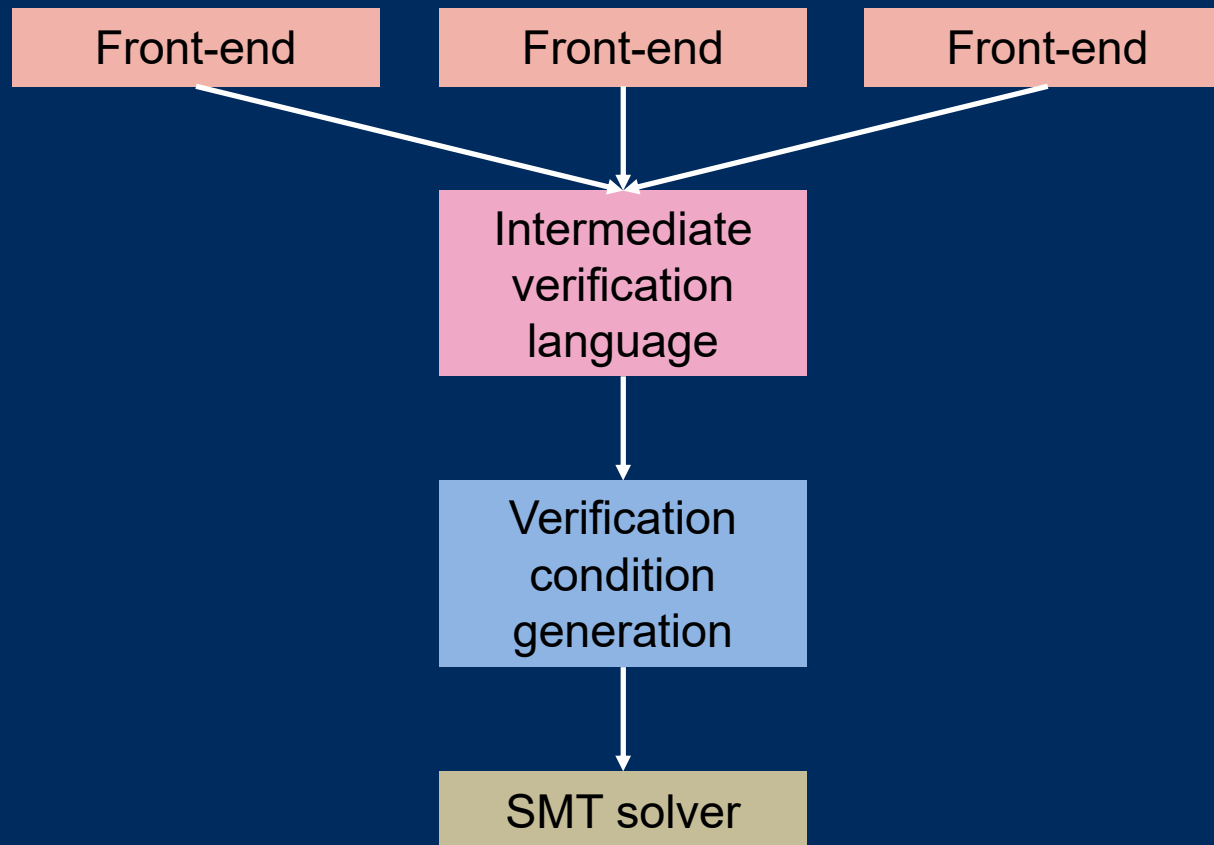 Front-end
Front-end
Front-end
Intermediate
verification
language
Verification
condition
generation
SMT solver